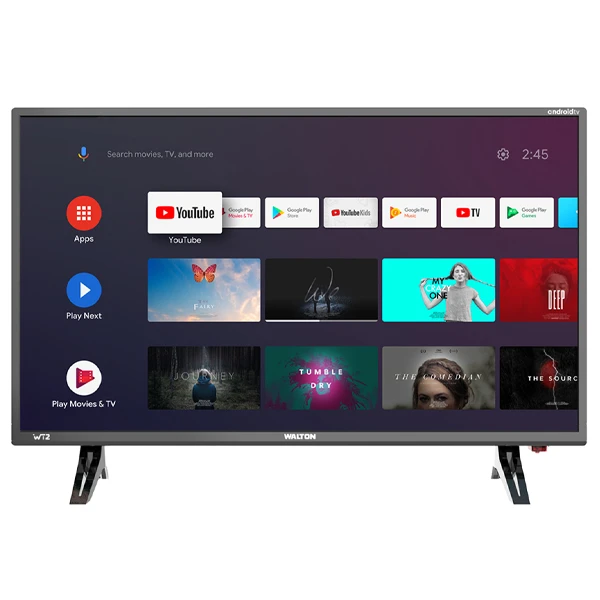 androidtv
Search movies, TV, and more
2:45
YouTube
Google Play
Movies & TV
Google Play
Store
YouTube Kids
Google Play
Music
TV
Google Play
Games
Apps
YouTube
FAIRY
MY
CRAZY
ONE
DEEP
Play Next
JOURNEY
TUMBLE
DRY
THE COMEDIAN
THE SOURC
Play Movies & TV
WT2
WALTON